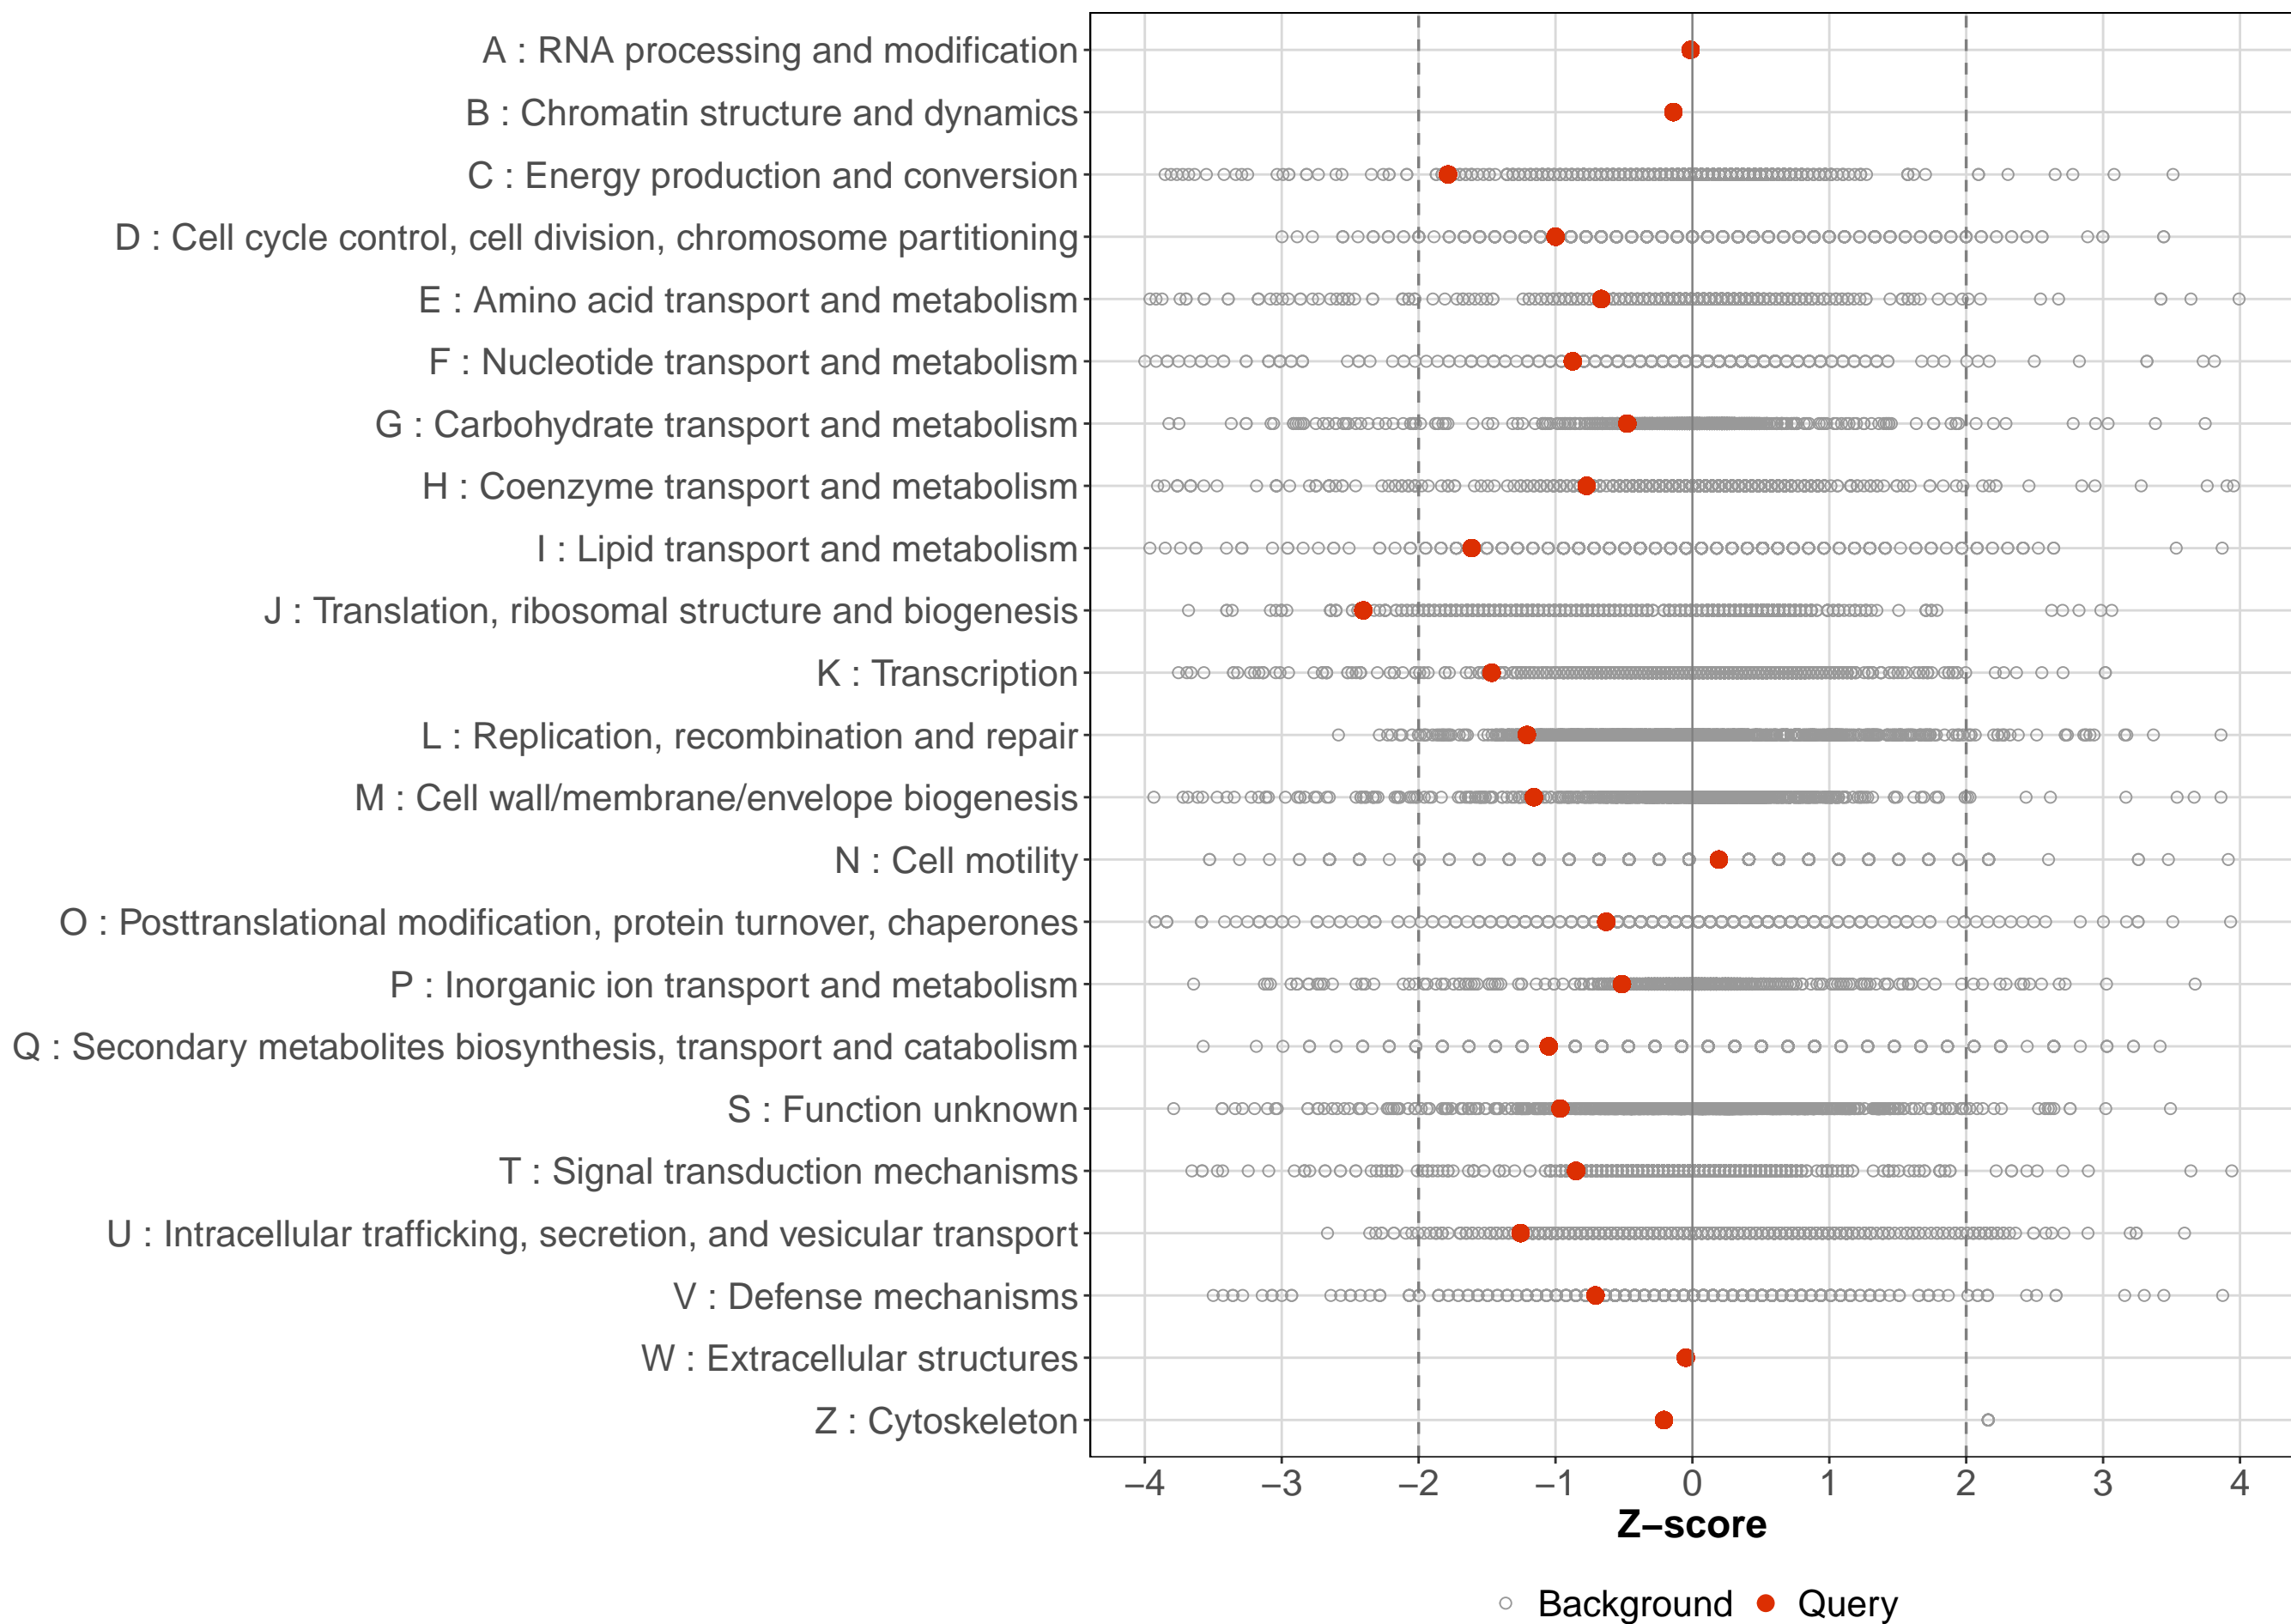 A : RNA processing and modification
B : Chromatin structure and dynamics
C : Energy production and conversion
D : Cell cycle control, cell division, chromosome partitioning
E : Amino acid transport and metabolism
F : Nucleotide transport and metabolism
G : Carbohydrate transport and metabolism
H : Coenzyme transport and metabolism
I : Lipid transport and metabolism
J : Translation, ribosomal structure and biogenesis
K : Transcription
L : Replication, recombination and repair
M : Cell wall/membrane/envelope biogenesis
N : Cell motility
O : Posttranslational modification, protein turnover, chaperones
P : Inorganic ion transport and metabolism
Q : Secondary metabolites biosynthesis, transport and catabolism
S : Function unknown
T : Signal transduction mechanisms
U : Intracellular trafficking, secretion, and vesicular transport
V : Defense mechanisms
W : Extracellular structures
Z : Cytoskeleton
−4 −3 −2 −1 0 1 2 3 4
Z−score
Background Query